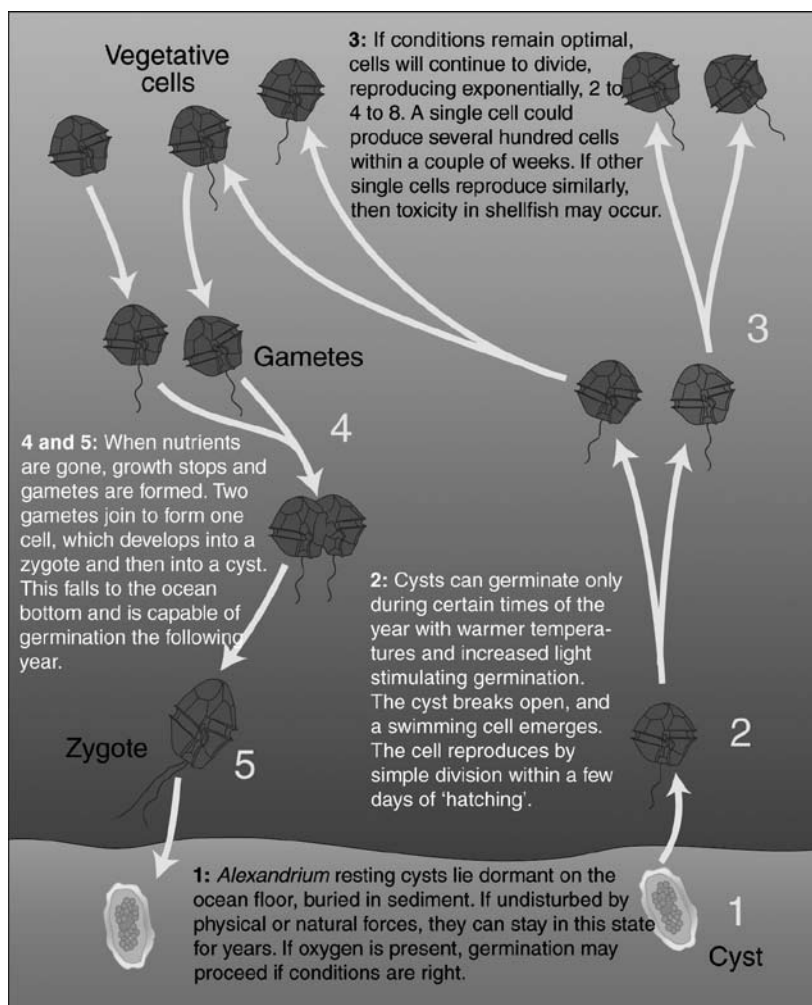 Vegetative
cells
3: If conditions remain optimal,
cells will continue to divide,
reproducing exponentially, 2 to
4 to 8. A single cell could
produce several hundred cells
within a couple of weeks. If other
single cells reproduce similarly,
then toxicity in shellfish may occur.
3
Gametes
4
4 and 5: When nutrients
are gone, growth stops and
gametes are formed. Two
gametes join to form one
cell, which develops into a
zygote and then into a cyst.
This falls to the ocean
bottom and is capable of
germination the following
year.
2: Cysts can germinate only
during certain times of the
year with warmer tempera-
tures and increased light
stimulating germination.
The cyst breaks open, and
a swimming cell emerges.
The cell reproduces by
simple division within a few
days of ‘hatching’.
2
Zygote
5
1: Alexandrium resting cysts lie dormant on the
ocean floor, buried in sediment. If undisturbed by
physical or natural forces, they can stay in this state
for years. If oxygen is present, germination may
proceed if conditions are right.
1
Cyst